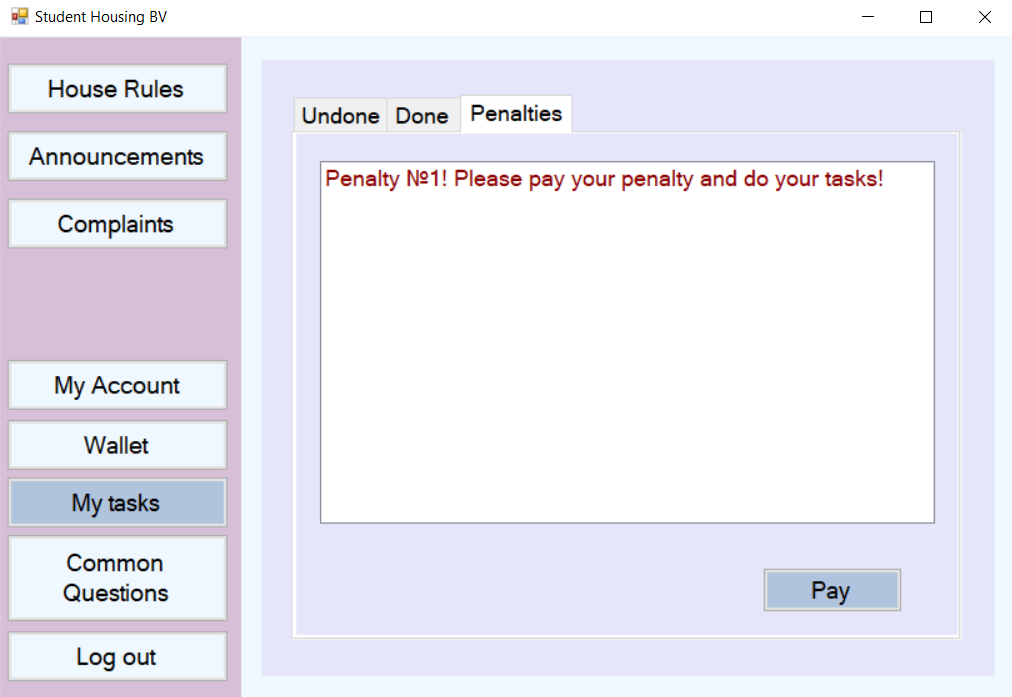 Student Housing BV
House Rules
Announcements
Complaints
My Account
Wallet
My tasks
Common
Questions
Log out
Undone Done Penalties
Penalty №1! Please pay your penalty and do your tasks!
Pay